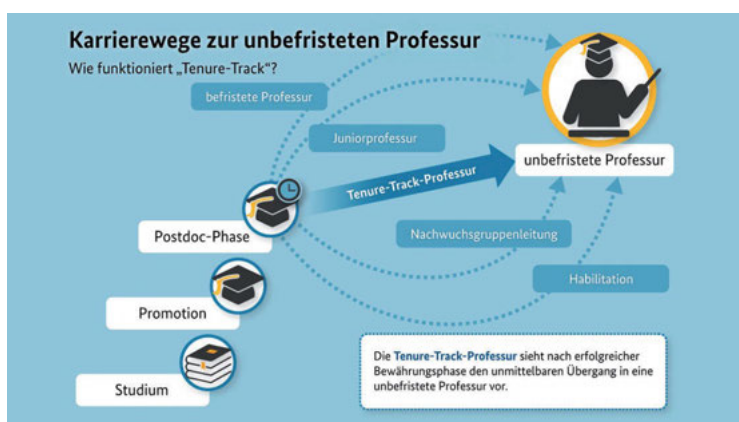 Karrierewege zur unbefristeten Professur
Wie funktioniert „Tenure-Track“?
befristete Professur
Juniorprofessur
unbefristete Professur
Tenure-Track-Professur
Postdoc-Phase
Nachwuchsgruppenleitung
Habilitation
Promotion
Studium
Die Tenure-Track-Professur sieht nach erfolgreicher
Bewährungsphase den unmittelbaren Übergang in eine
unbefristete Professur vor.